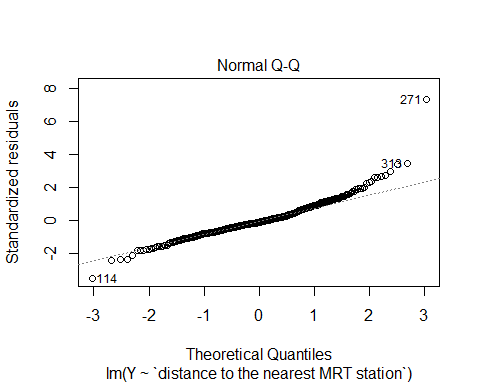 Normal Q-Q
Standardized residuals
8
6
4
2
0
-2
271
313
114
-3 -2 -1 0 1 2 3
Theoretical Quantiles
lm(Y ~ `distance to the nearest MRT station`)